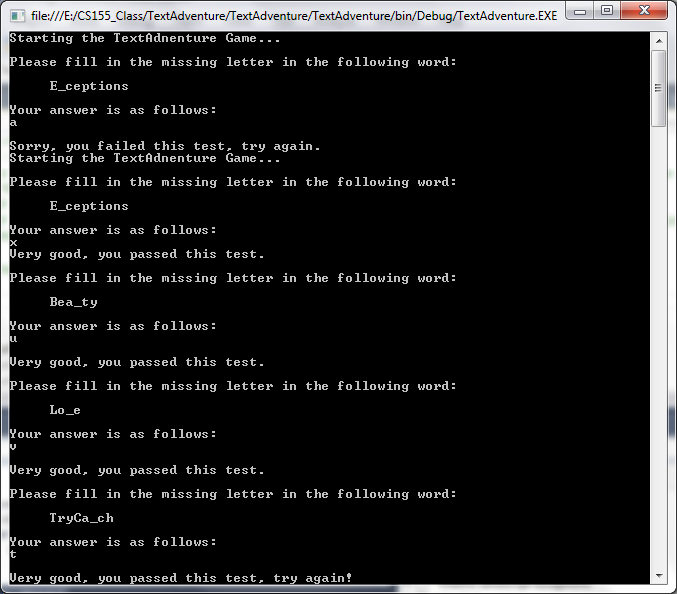 file:///E:/CS155_Class/TextAdventure/TextAdventure/TextAdventure/bin/Debug/TextAdventure.EXE
Starting the TextAdnenture Game...
Please fill in the missing letter in the following word:
E_ceptions
Your answer is as follows:
a
Sorry, you failed this test, try again.
Starting the TextAdnenture Game...
Please fill in the missing letter in the following word:
E_ceptions
Your answer is as follows:
x
Very good, you passed this test.
Please fill in the missing letter in the following word:
Bea_ty
Your answer is as follows:
u
Very good, you passed this test.
Please fill in the missing letter in the following word:
Lo_e
Your answer is as follows:
v
Very good, you passed this test.
Please fill in the missing letter in the following word:
TryCa_ch
Your answer is as follows:
t
Very good, you passed this test, try again!